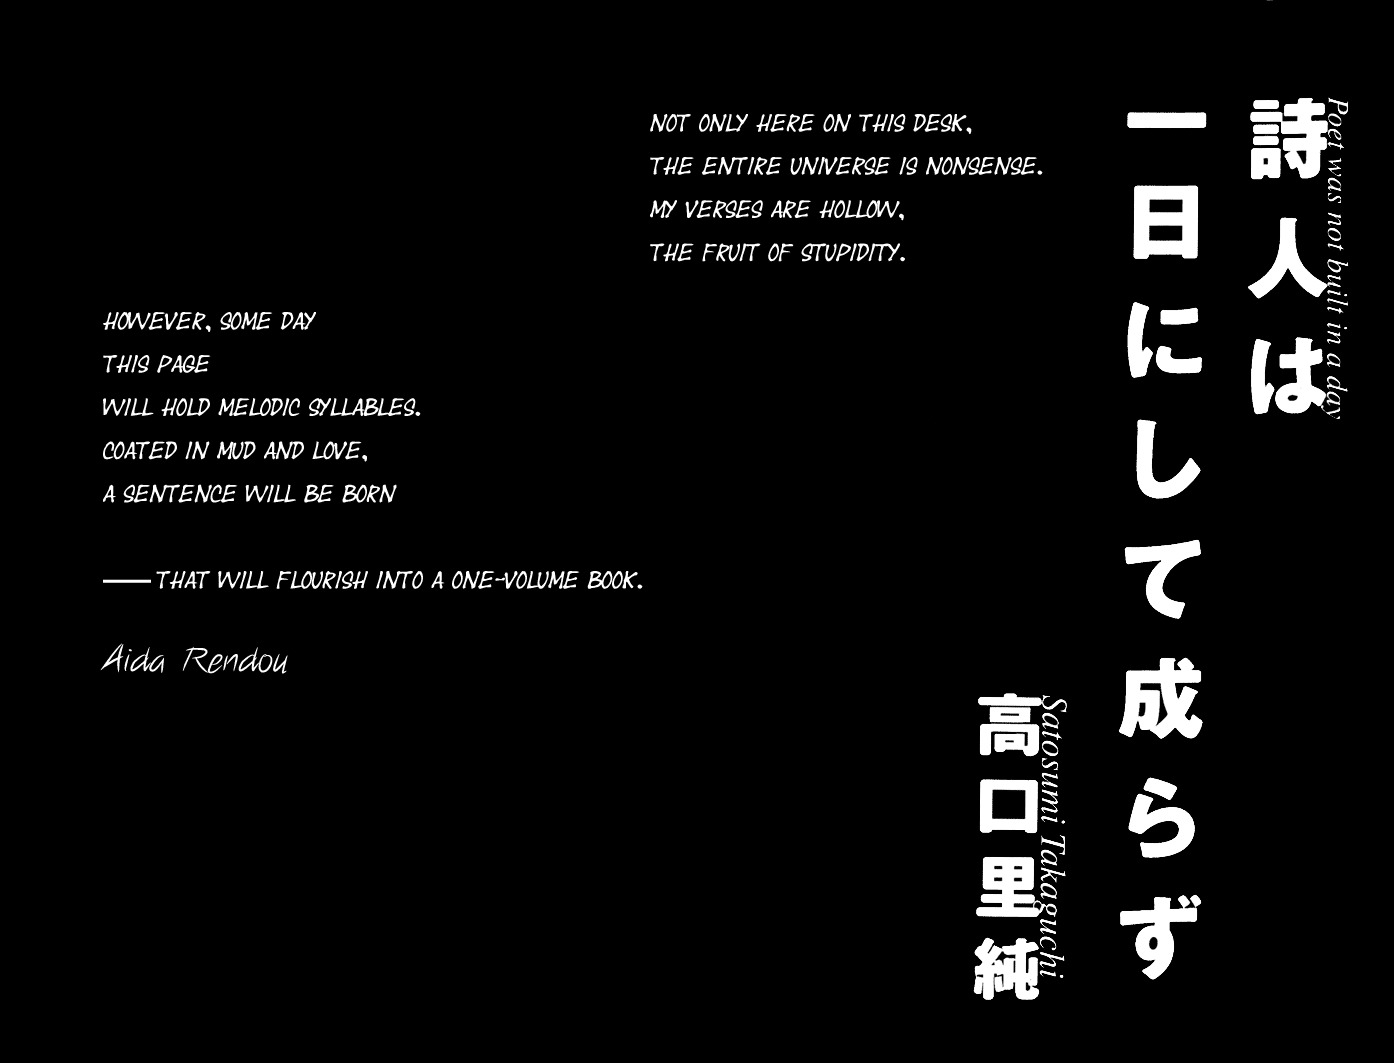 詩人は
一日にして成らず
Poet was not built in a day
高口里純
Satosumi Takaguchi
NOT ONLY HERE ON THIS DESK,
THE ENTIRE UNIVERSE IS NONSENSE.
MY VERSES ARE HOLLOW,
THE FRUIT OF STUPIDITY.
HOWEVER, SOME DAY
THIS PAGE
WILL HOLD MELODIC SYLLABLES.
COATED IN MUD AND LOVE,
A SENTENCE WILL BE BORN
——THAT WILL FLOURISH INTO A ONE-VOLUME BOOK.
Aida Rendou